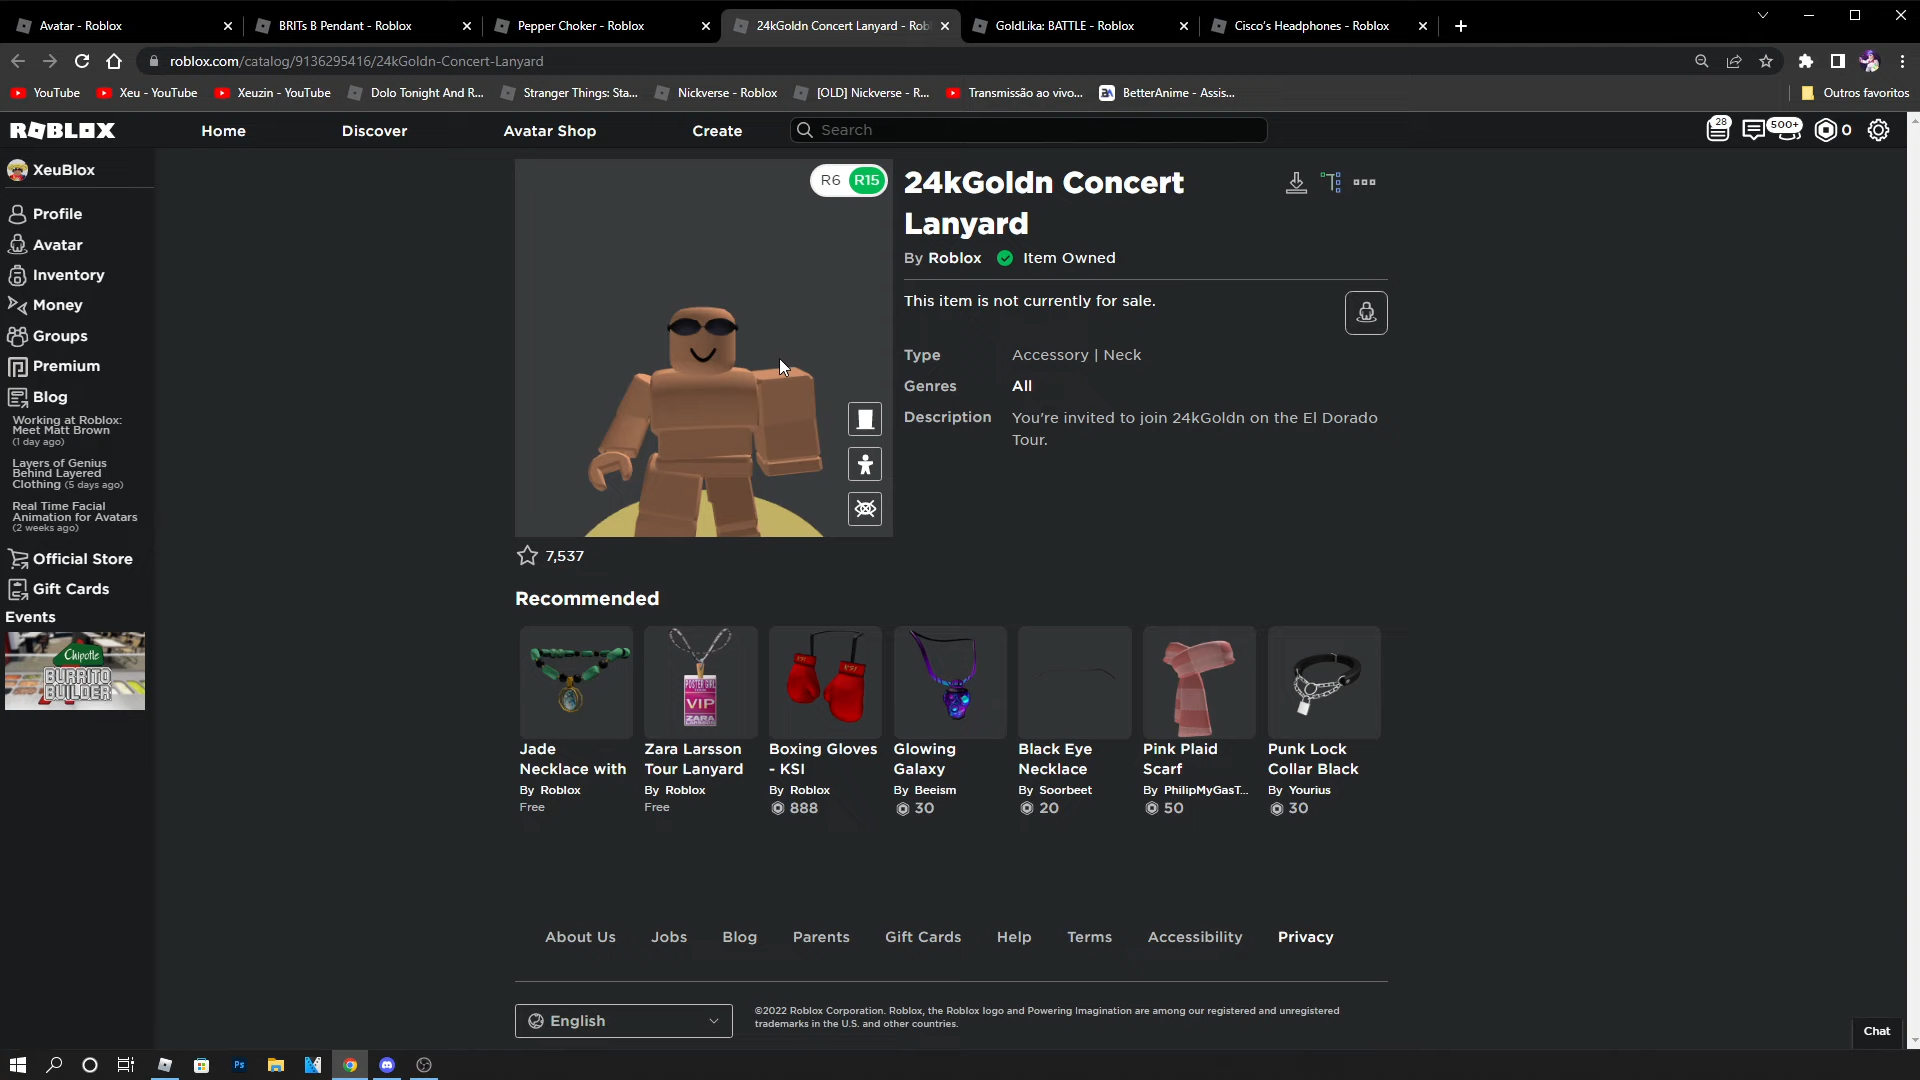 Avatar - Roblox
BRITs B Pendant - Roblox
Pepper Choker - Roblox
24kGoldn Concert Lanyard - Rob
GoldLika: BATTLE - Roblox
Cisco's Headphones - Roblox
roblox.com/catalog/9136295416/24kGoldn-Concert-Lanyard
YouTube
Xeu - YouTube
Xeuzin - YouTube
Dolo Tonight And R...
Stranger Things: Sta...
Nickverse - Roblox
[OLD] Nickverse - R...
Transmissão ao vivo...
BetterAnime - Assis...
Outros favoritos
ROBLOX
Home
Discover
Avatar Shop
Create
Search
28
500+
0
XeuBlox
Profile
Avatar
Inventory
Money
Groups
Premium
Blog
Working at Roblox:
Meet Matt Brown
(1 day ago)
Layers of Genius
Behind Layered
Clothing (5 days ago)
Real Time Facial
Animation for Avatars
(2 weeks ago)
Official Store
Gift Cards
Events
Chipotle
BURRITO
BUILDER
R6 R15
24kGoldn Concert
Lanyard
By Roblox Item Owned
This item is not currently for sale.
Type Accessory | Neck
Genres All
Description You're invited to join 24kGoldn on the El Dorado
Tour.
7,537
Recommended
POSTER GIRL
VIP
ZARA
LARSSON
KSI
KSI
Jade
Necklace with
By Roblox
Free
Zara Larsson
Tour Lanyard
By Roblox
Free
Boxing Gloves
- KSI
By Roblox
888
Glowing
Galaxy
By Beeism
30
Black Eye
Necklace
By Soorbeet
20
Pink Plaid
Scarf
By PhilipMyGasT...
50
Punk Lock
Collar Black
By Yourius
30
About Us
Jobs
Blog
Parents
Gift Cards
Help
Terms
Accessibility
Privacy
English
©2022 Roblox Corporation. Roblox, the Roblox logo and Powering Imagination are among our registered and unregistered
trademarks in the U.S. and other countries.
Chat
Ps